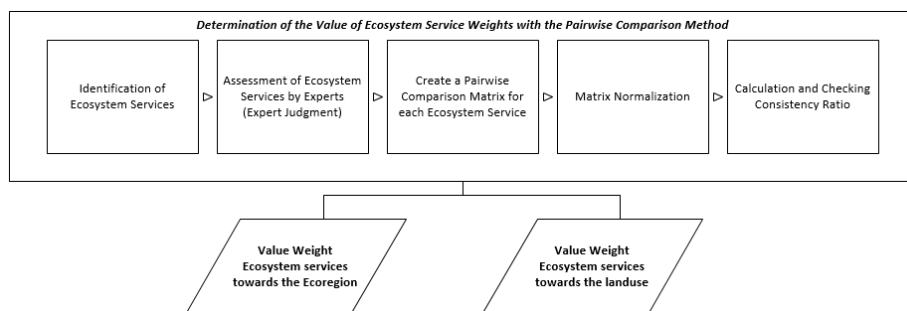 Determination of the Value of Ecosystem Service Weights with the Pairwise Comparison Method
Identification of
Ecosystem Services
Assessment of Ecosystem
Services by Experts
(Expert Judgment)
Create a Pairwise
Comparison Matrix for
each Ecosystem Service
Matrix Normalization
Calculation and Checking
Consistency Ratio
Value Weight
Ecosystem services
towards the Ecoregion
Value Weight
Ecosystem services
towards the landuse